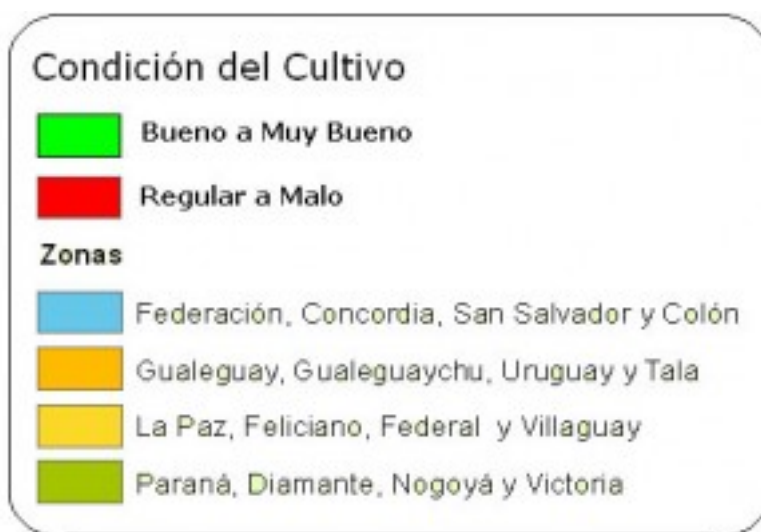 Condición del Cultivo
Bueno a Muy Bueno
Regular a Malo
Zonas
Federación, Concordia, San Salvador y Colón
Gualeguay, Gualeguaychu, Uruguay y Tala
La Paz, Feliciano, Federal y Villaguay
Paraná, Diamante, Nogoyá y Victoria